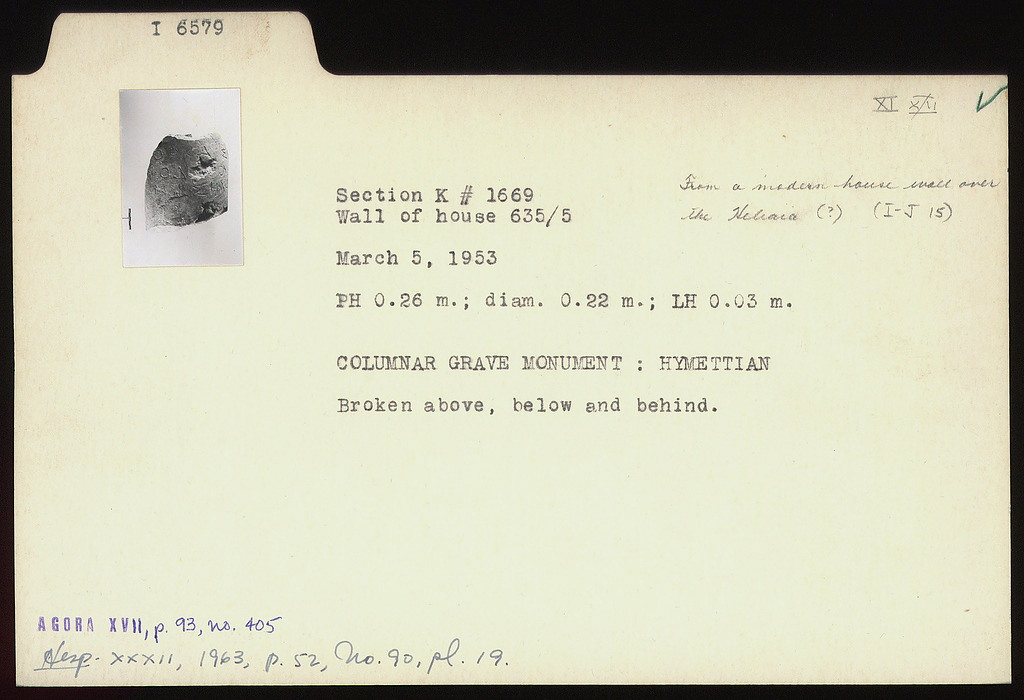 I 6579
XI XII
Section K # 1669
Wall of house 635/5
From a modern house wall over
the Heliaia (?) (I-J 15)
March 5, 1953
PH 0.26 m.; diam. 0.22 m.; LH 0.03 m.
COLUMNAR GRAVE MONUMENT : HYMETTIAN
Broken above, below and behind.
AGORA XVII, p. 93, no. 405
Hesp. XXXII, 1963, p. 52, No. 90, pl. 19.